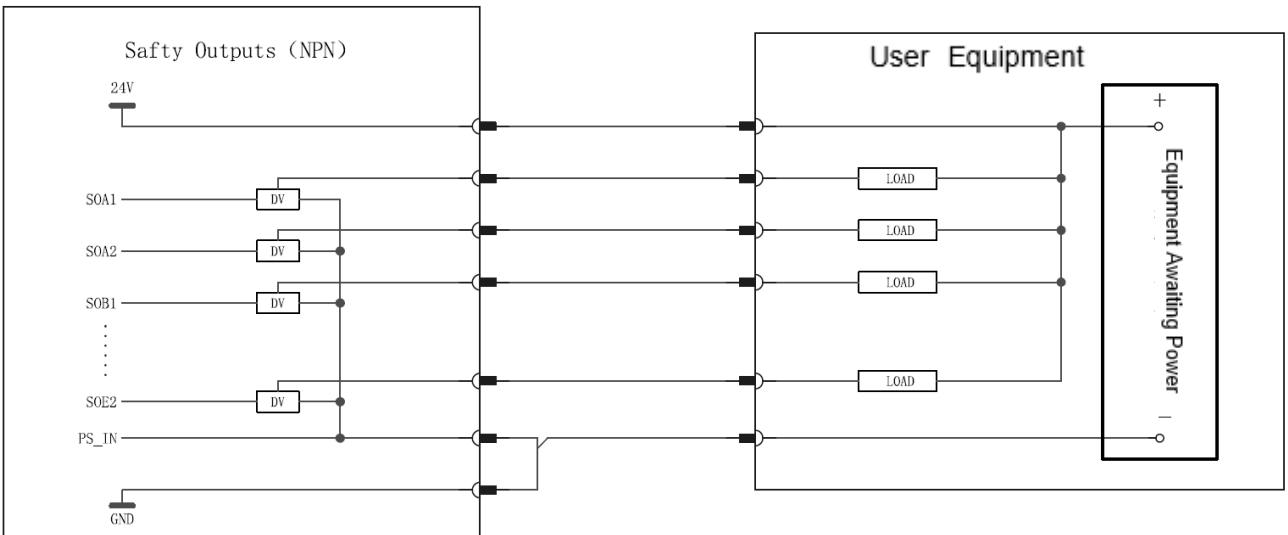 Safty Outputs (NPN)
User Equipment
24V
+
SOA1
DV
LOAD
SOA2
DV
LOAD
SOB1
DV
LOAD
Equipment Awaiting Power
SOE2
DV
LOAD
PS_IN
—
GND